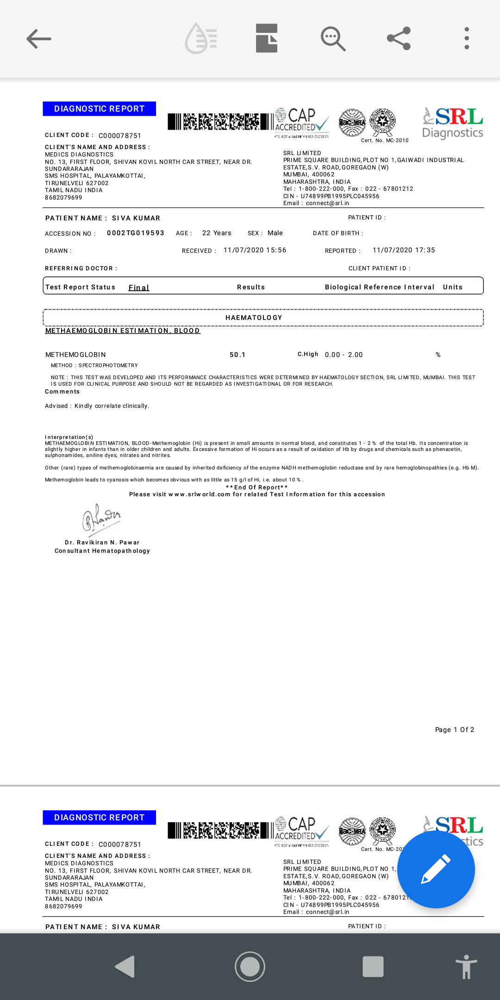 DIAGNOSTIC REPORT
CAP
ACCREDITED
COLLEGE of AMERICAN PATHOLOGISTS
ilac-MRA
SRL
Diagnostics
Cert. No. MC-2010
CLIENT CODE : C000078751
CLIENT'S NAME AND ADDRESS :
MEDICS DIAGNOSTICS
NO. 13, FIRST FLOOR, SHIVAN KOVIL NORTH CAR STREET, NEAR DR.
SUNDARARAJAN
SMS HOSPITAL, PALAYAMKOTTAI,
TIRUNELVELI 627002
TAMIL NADU INDIA
8682079699
SRL LIMITED
PRIME SQUARE BUILDING,PLOT NO 1,GAIWADI INDUSTRIAL
ESTATE,S.V. ROAD,GOREGAON (W)
MUMBAI, 400062
MAHARASHTRA, INDIA
Tel : 1-800-222-000, Fax : 022 - 67801212
CIN - U74899PB1995PLC045956
Email : connect@srl.in
PATIENT NAME : SIVA KUMAR PATIENT ID :
ACCESSION NO : 0002TG019593 AGE : 22 Years SEX : Male DATE OF BIRTH :
DRAWN : RECEIVED : 11/07/2020 15:56 REPORTED : 11/07/2020 17:35
REFERRING DOCTOR : CLIENT PATIENT ID :
Test Report Status Final Results Biological Reference Interval Units
HAEMATOLOGY
METHAEMOGLOBIN ESTIMATION, BLOOD
METHEMOGLOBIN 50.1 C.High 0.00 - 2.00 %
METHOD : SPECTROPHOTOMETRY
NOTE : THIS TEST WAS DEVELOPED AND ITS PERFORMANCE CHARACTERISTICS WERE DETERMINED BY HAEMATOLOGY SECTION, SRL LIMITED, MUMBAI. THIS TEST
IS USED FOR CLINICAL PURPOSE AND SHOULD NOT BE REGARDED AS INVESTIGATIONAL OR FOR RESEARCH.
Comments
Advised : Kindly correlate clinically.
Interpretation(s)
METHAEMOGLOBIN ESTIMATION, BLOOD-Methemoglobin (Hi) is present in small amounts in normal blood, and constitutes 1 - 2 % of the total Hb. Its concentration is
slightly higher in infants than in older children and adults. Excessive formation of Hi occurs as a result of oxidation of Hb by drugs and chemicals such as phenacetin,
sulphonamides, aniline dyes, nitrates and nitrites.
Other (rare) types of methemoglobinaemia are caused by inherited deficiency of the enzyme NADH methemoglobin reductase and by rare hemoglobinopathies (e.g. Hb M).
Methemoglobin leads to cyanosis which becomes obvious with as little as 15 g/l of Hi, i.e. about 10 % .
**End Of Report**
Please visit www.srlworld.com for related Test Information for this accession
Dr. Ravikiran N. Pawar
Consultant Hematopathology
Page 1 Of 2
DIAGNOSTIC REPORT
CAP
ACCREDITED
COLLEGE of AMERICAN PATHOLOGISTS
ilac-MRA
SRL
Cert. No. MC-20
CLIENT CODE : C000078751
CLIENT'S NAME AND ADDRESS :
MEDICS DIAGNOSTICS
NO. 13, FIRST FLOOR, SHIVAN KOVIL NORTH CAR STREET, NEAR DR.
SUNDARARAJAN
SMS HOSPITAL, PALAYAMKOTTAI,
TIRUNELVELI 627002
TAMIL NADU INDIA
8682079699
SRL LIMITED
PRIME SQUARE BUILDING,PLOT NO 1,
ESTATE,S.V. ROAD,GOREGAON (W)
MUMBAI, 400062
MAHARASHTRA, INDIA
Tel : 1-800-222-000, Fax : 022 - 6780121
CIN - U74899PB1995PLC045956
Email : connect@srl.in
PATIENT NAME : SIVA KUMAR PATIENT ID :